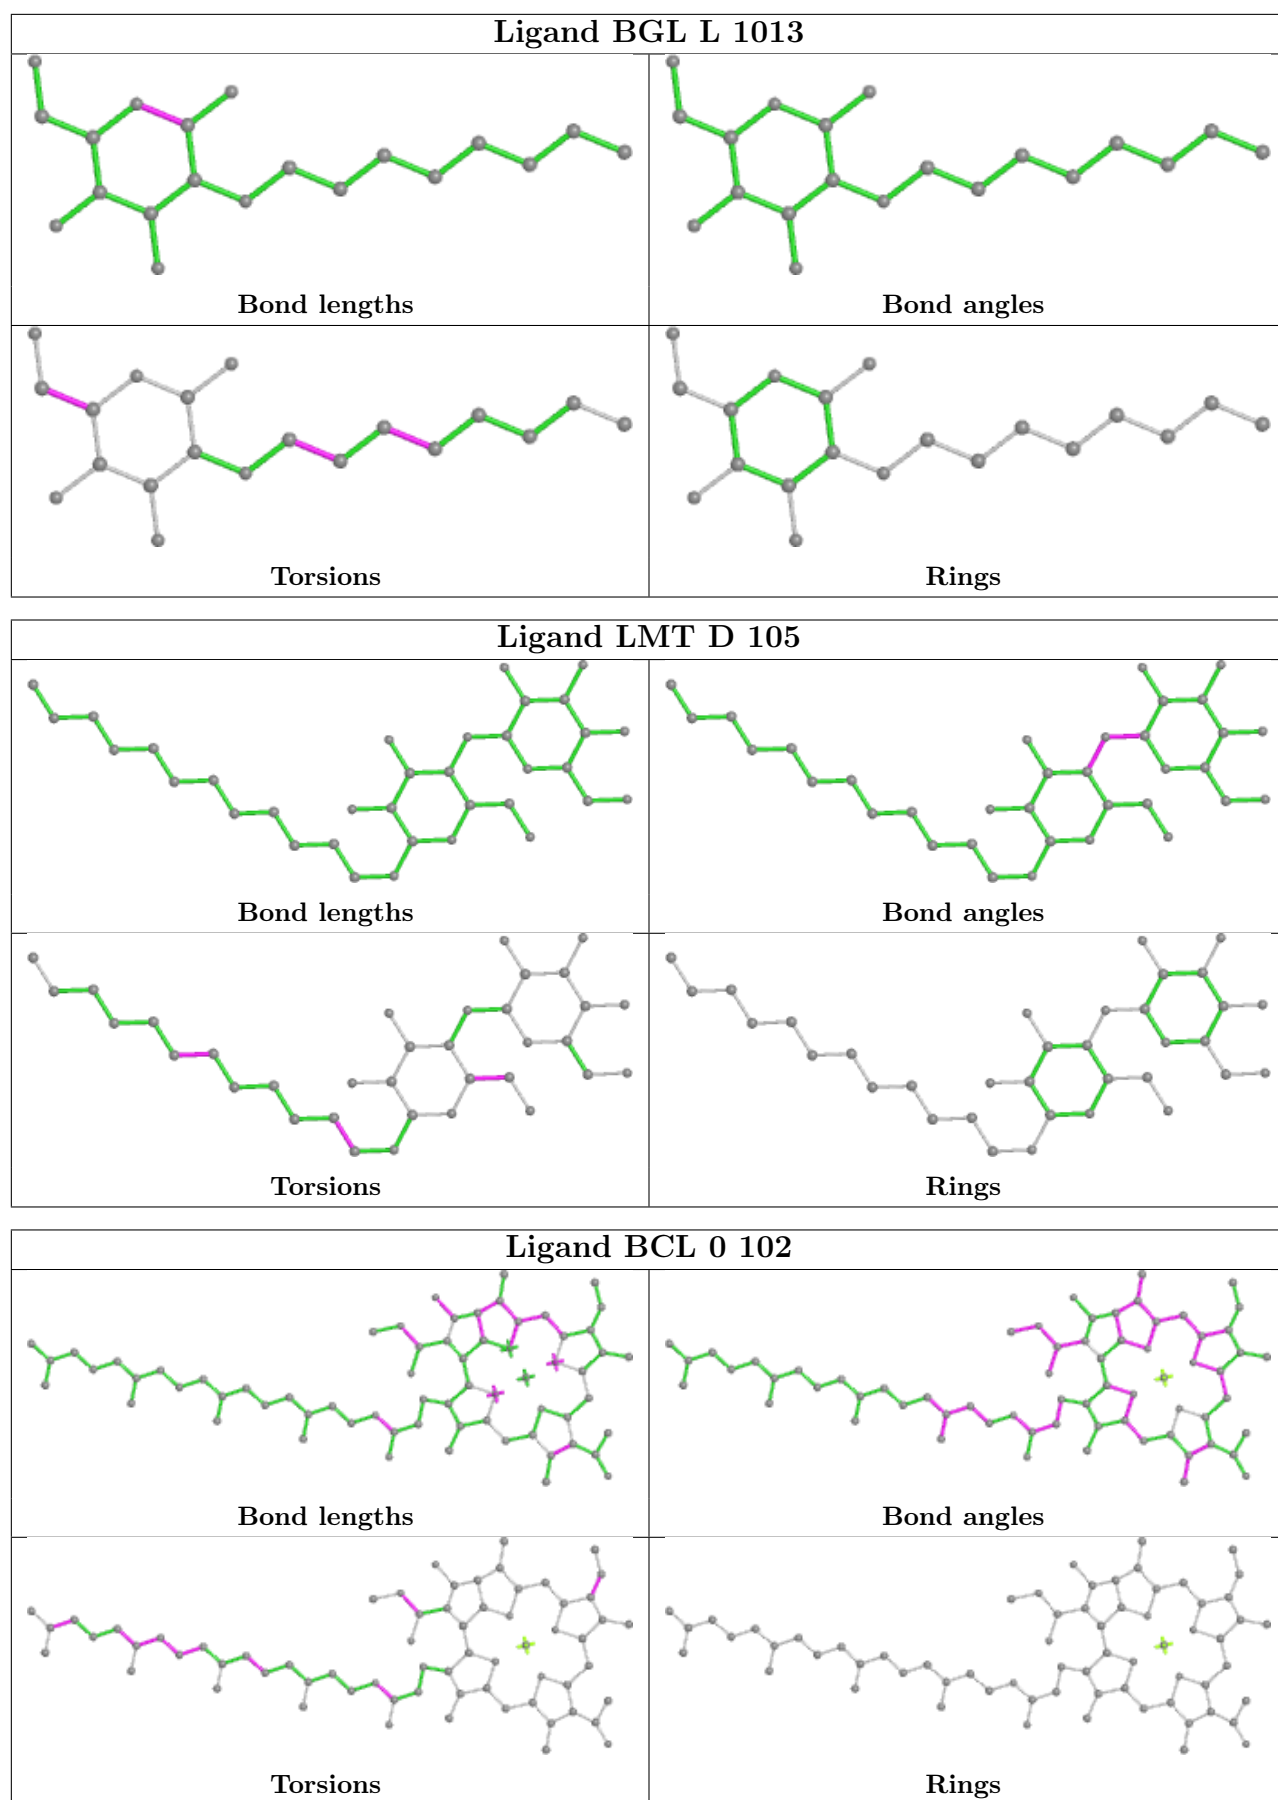 Ligand BGL L 1013
Bond lengths
Bond angles
Torsions
Rings
Ligand LMT D 105
Bond lengths
Bond angles
Torsions
Rings
Ligand BCL 0 102
Bond lengths
Bond angles
Torsions
Rings